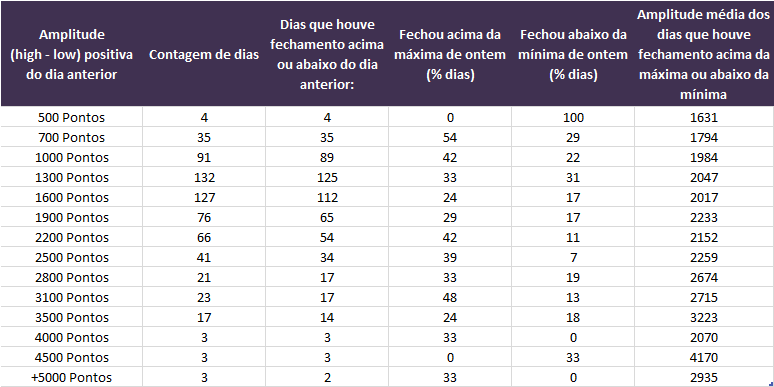 Amplitude (high - low) positiva do dia anterior | Contagem de dias | Dias que houve fechamento acima ou abaixo do dia anterior: | Fechou acima da máxima de ontem (% dias) | Fechou abaixo da mínima de ontem (% dias) | Amplitude média dos dias que houve fechamento acima da máxima ou abaixo da mínima
500 Pontos 4 4 0 100 1631
700 Pontos 35 35 54 29 1794
1000 Pontos 91 89 42 22 1984
1300 Pontos 132 125 33 31 2047
1600 Pontos 127 112 24 17 2017
1900 Pontos 76 65 29 17 2233
2200 Pontos 66 54 42 11 2152
2500 Pontos 41 34 39 7 2259
2800 Pontos 21 17 33 19 2674
3100 Pontos 23 17 48 13 2715
3500 Pontos 17 14 24 18 3223
4000 Pontos 3 3 33 0 2070
4500 Pontos 3 3 0 33 4170
+5000 Pontos 3 2 33 0 2935